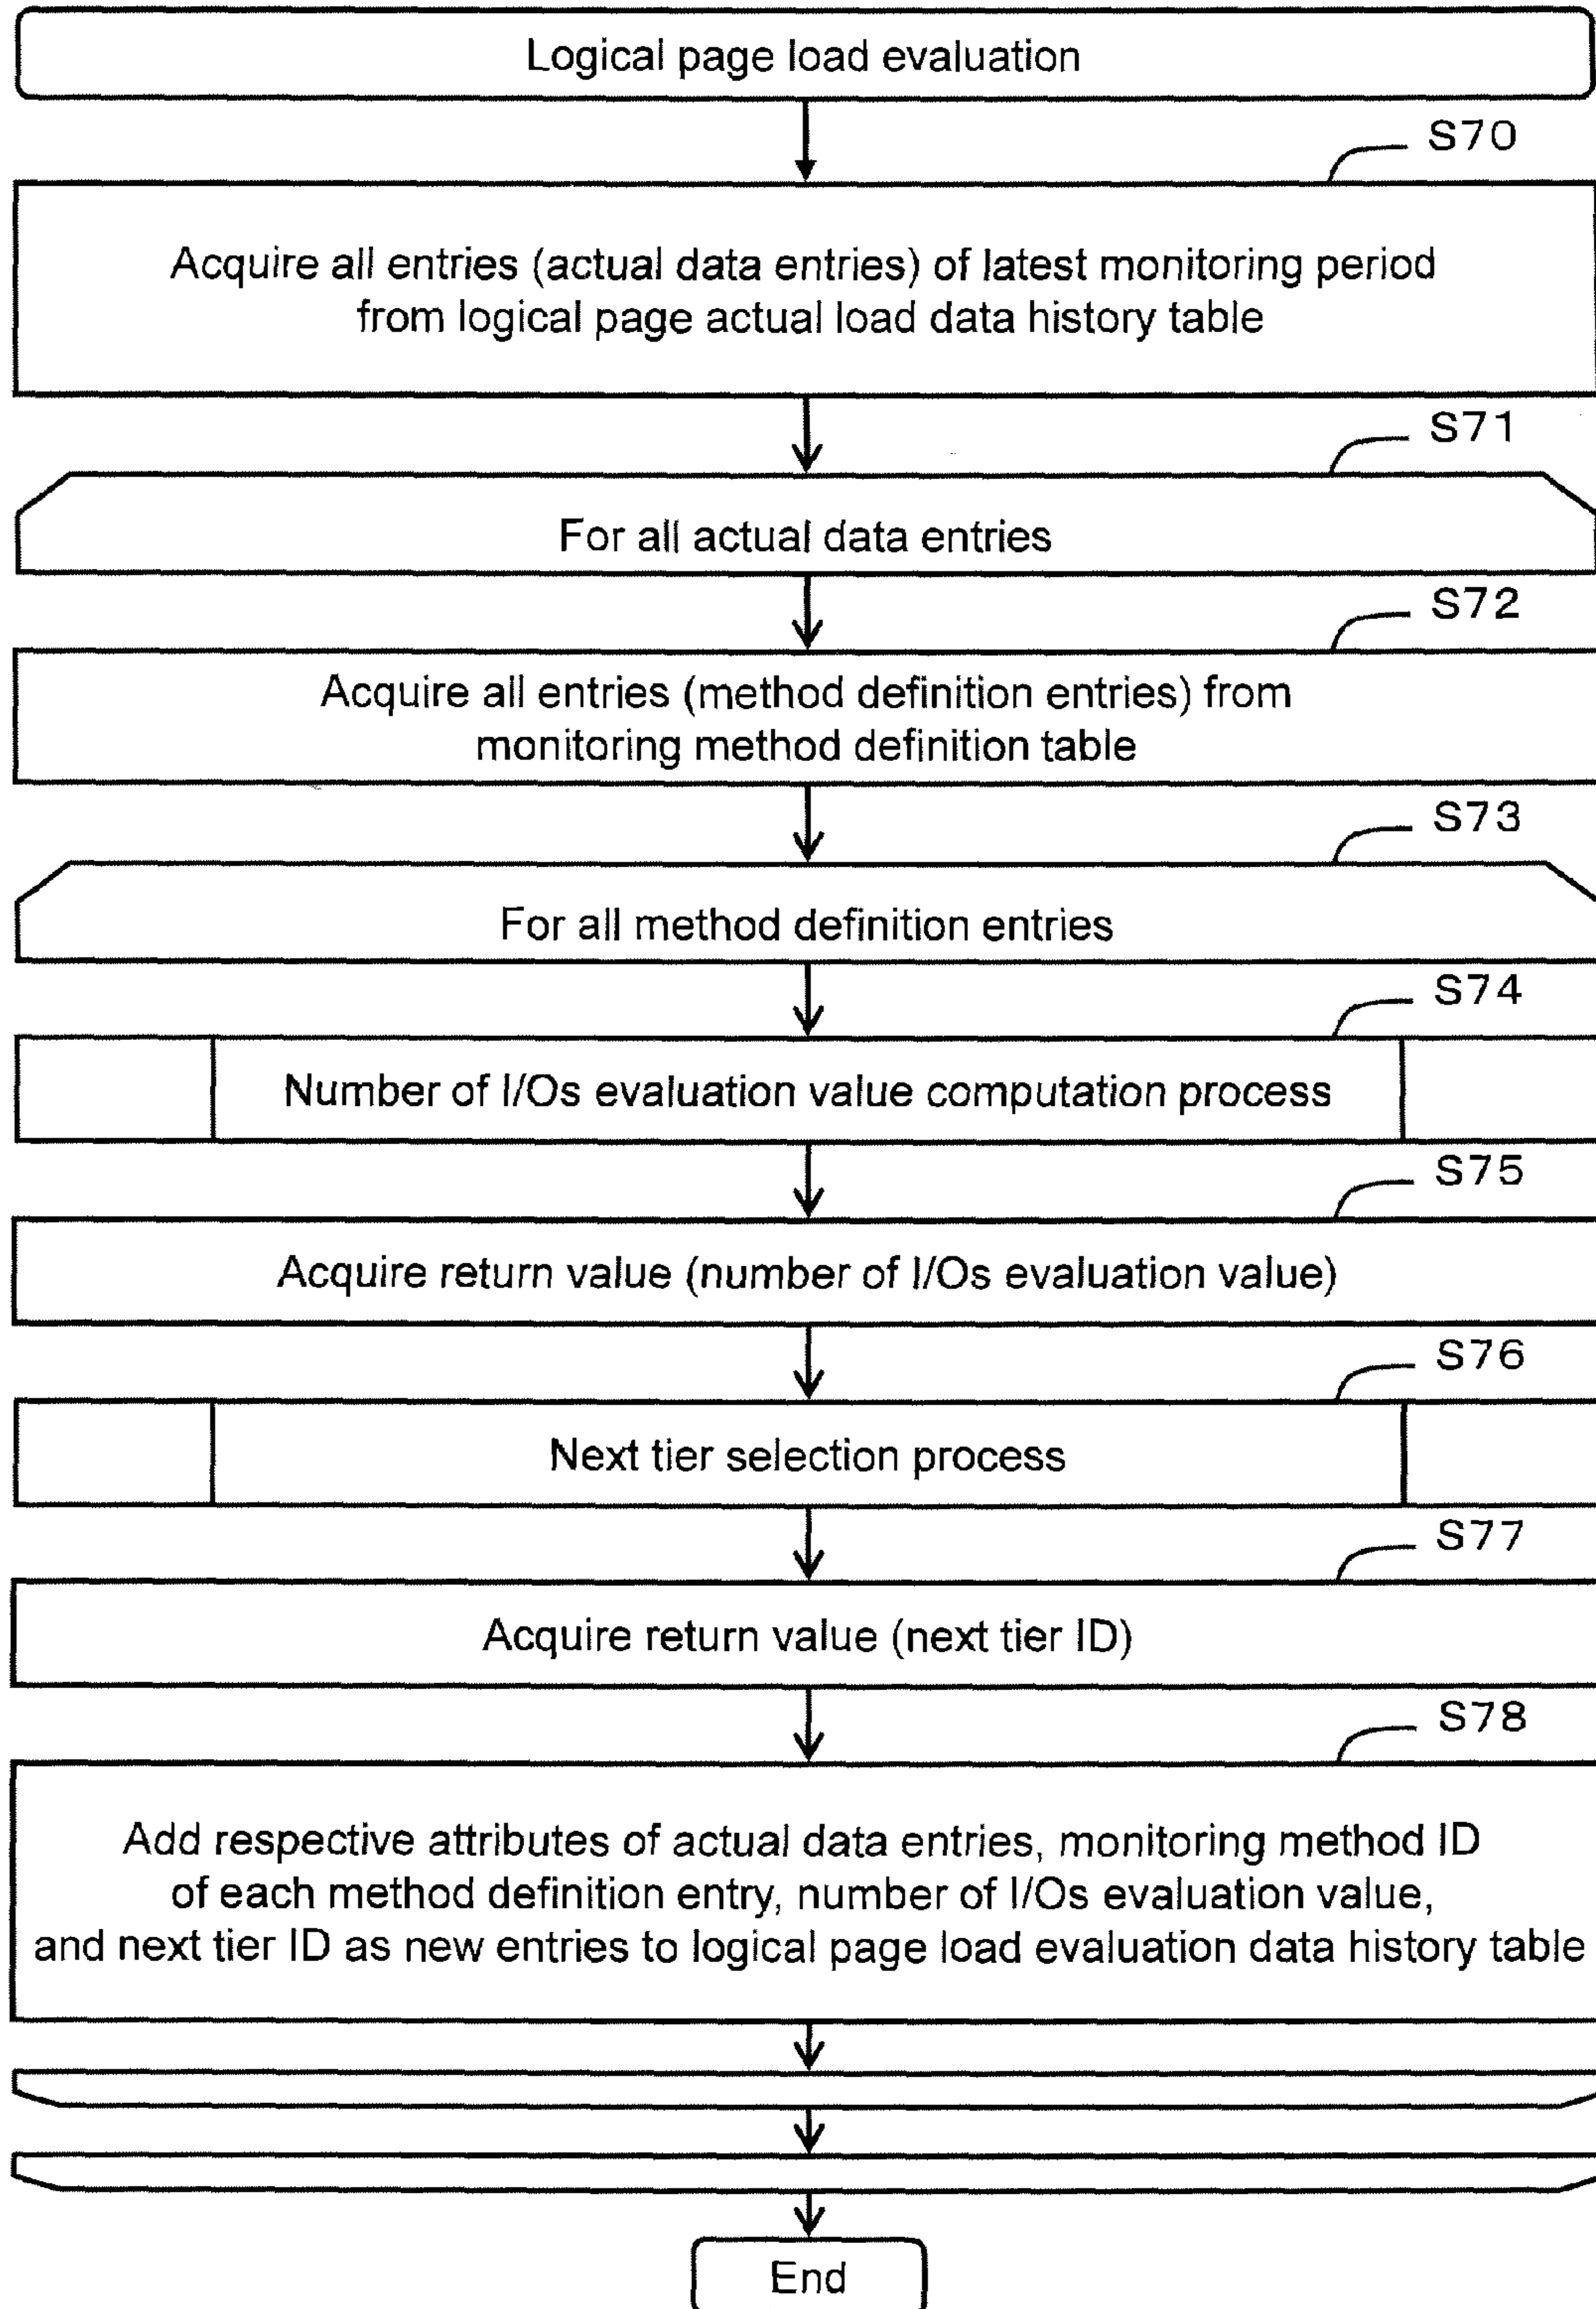 Logical page load evaluation
S70
Acquire all entries (actual data entries) of latest monitoring period
from logical page actual load data history table
S71
For all actual data entries
S72
Acquire all entries (method definition entries) from
monitoring method definition table
S73
For all method definition entries
S74
Number of I/Os evaluation value computation process
S75
Acquire return value (number of I/Os evaluation value)
S76
Next tier selection process
S77
Acquire return value (next tier ID)
S78
Add respective attributes of actual data entries, monitoring method ID
of each method definition entry, number of I/Os evaluation value,
and next tier ID as new entries to logical page load evaluation data history table
End